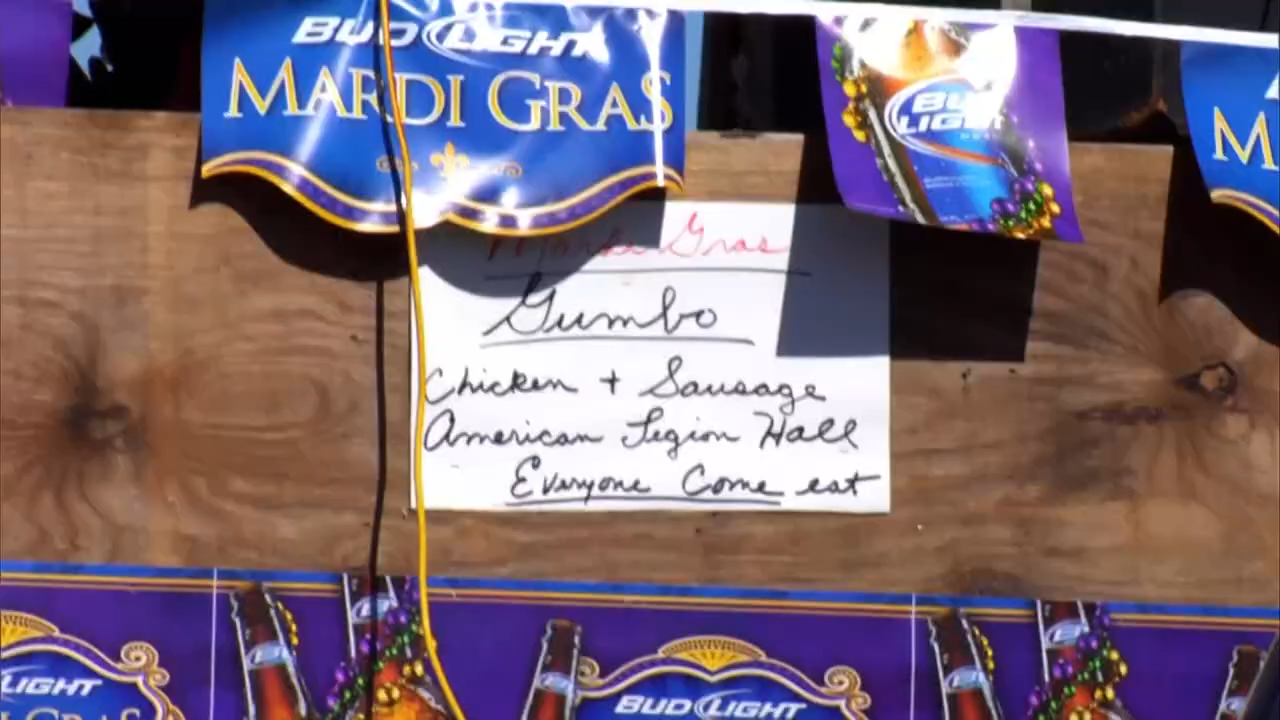 BUD LIGHT
MARDI GRAS
BUD LIGHT
M
Mardi Gras
Gumbo
Chicken + Sausage
American Legion Hall
Everyone Come eat
LIGHT
GRAS
BUD LIGHT